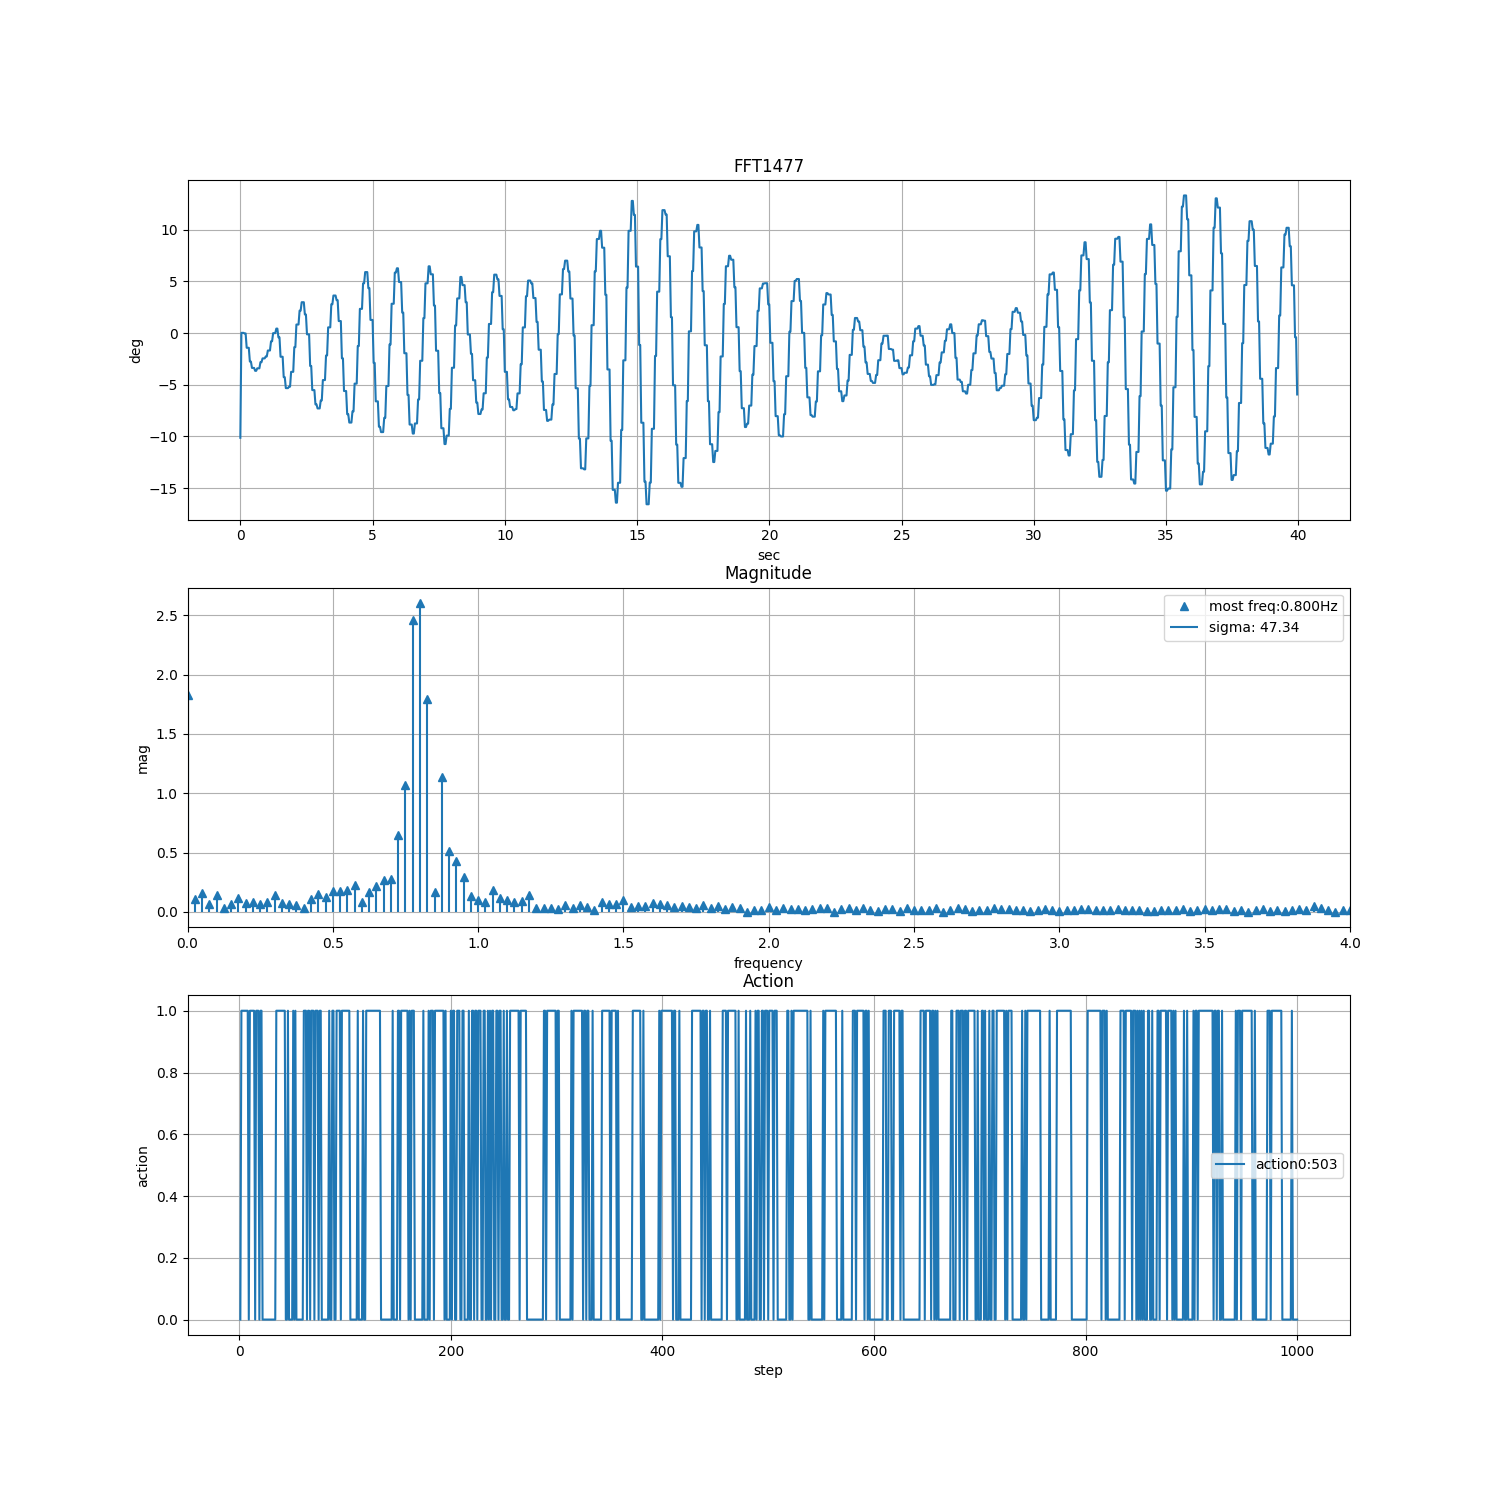 FFT1477
10
5
0
−5
−10
−15
deg
0 5 10 15 20 25 30 35 40
sec
Magnitude
most freq:0.800Hz
sigma: 47.34
2.5
2.0
1.5
1.0
0.5
0.0
mag
0.0 0.5 1.0 1.5 2.0 2.5 3.0 3.5 4.0
frequency
Action
1.0
0.8
0.6
0.4
0.2
0.0
action
action0:503
0 200 400 600 800 1000
step